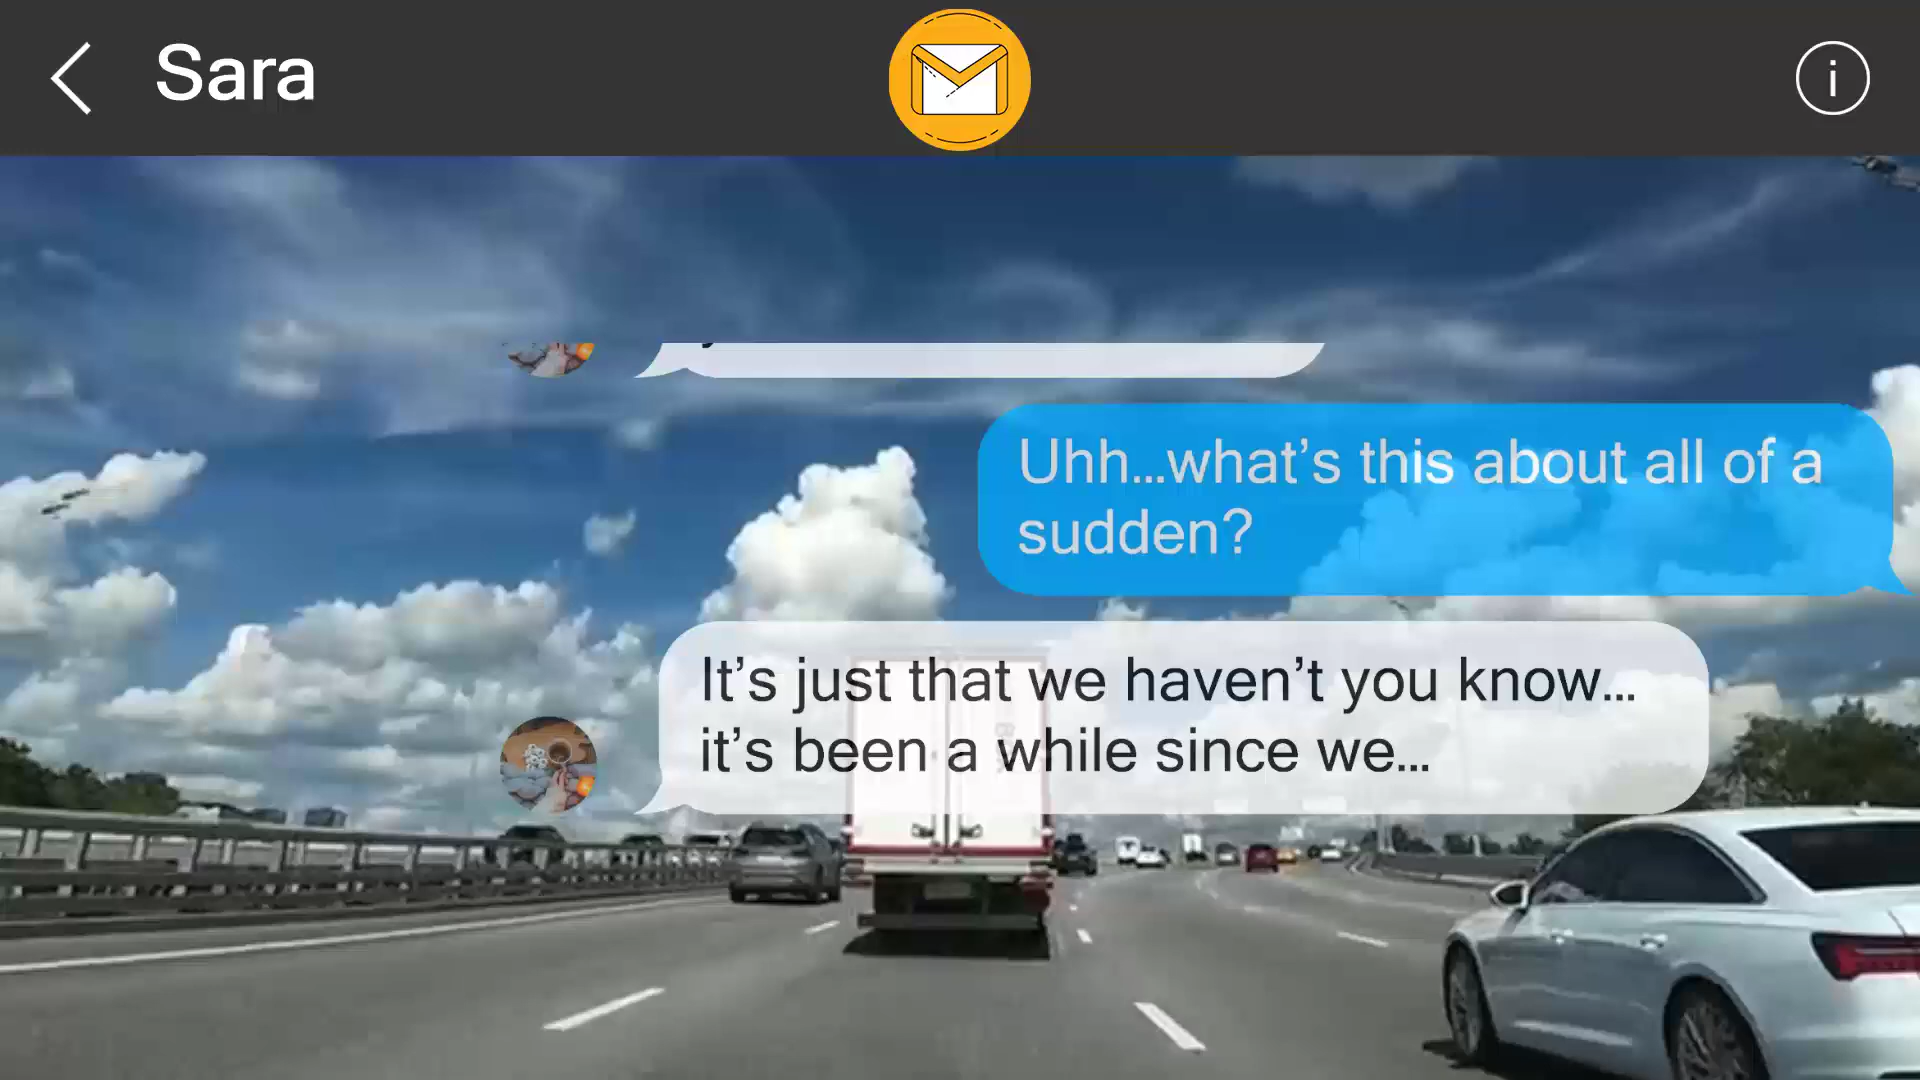 Sara
Uhh...what’s this about all of a
sudden?
It’s just that we haven’t you know...
it’s been a while since we...